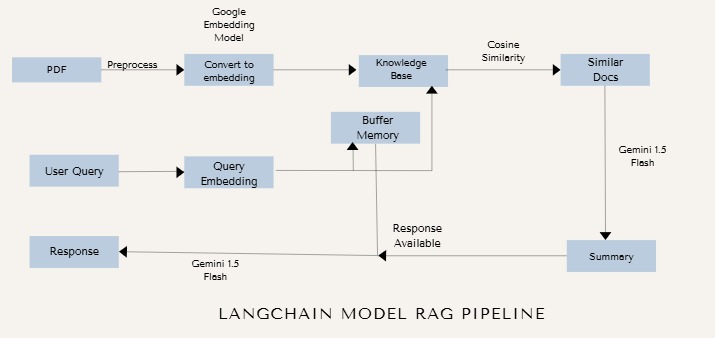 Google
Embedding
Model
PDF
Preprocess
Convert to
embedding
Knowledge
Base
Cosine
Similarity
Similar
Docs
Buffer
Memory
Gemini 1.5
Flash
User Query
Query
Embedding
Response
Available
Response
Gemini 1.5
Flash
Summary
LANGCHAIN MODEL RAG PIPELINE